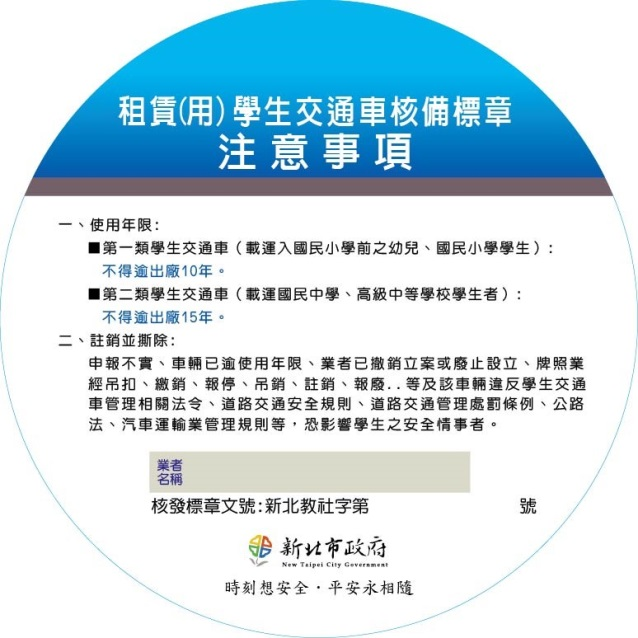 租賃(用)學生交通車核備標章
注意事項
一、使用年限:
■第一類學生交通車（載運入國民小學前之幼兒、國民小學學生）:
不得逾出廠10年。
■第二類學生交通車（載運國民中學、高級中等學校學生者）:
不得逾出廠15年。
二、註銷並撕除:
申報不實、車輛已逾使用年限、業者已撤銷立案或廢止設立、牌照業
經吊扣、繳銷、報停、吊銷、註銷、報廢..等及該車輛違反學生交通
車管理相關法令、道路交通安全規則、道路交通管理處罰條例、公路
法、汽車運輸業管理規則等，恐影響學生之安全情事者。
業者
名稱
核發標章文號:新北教社字第 號
新北市政府
New Taipei City Government
時刻想安全・平安永相隨